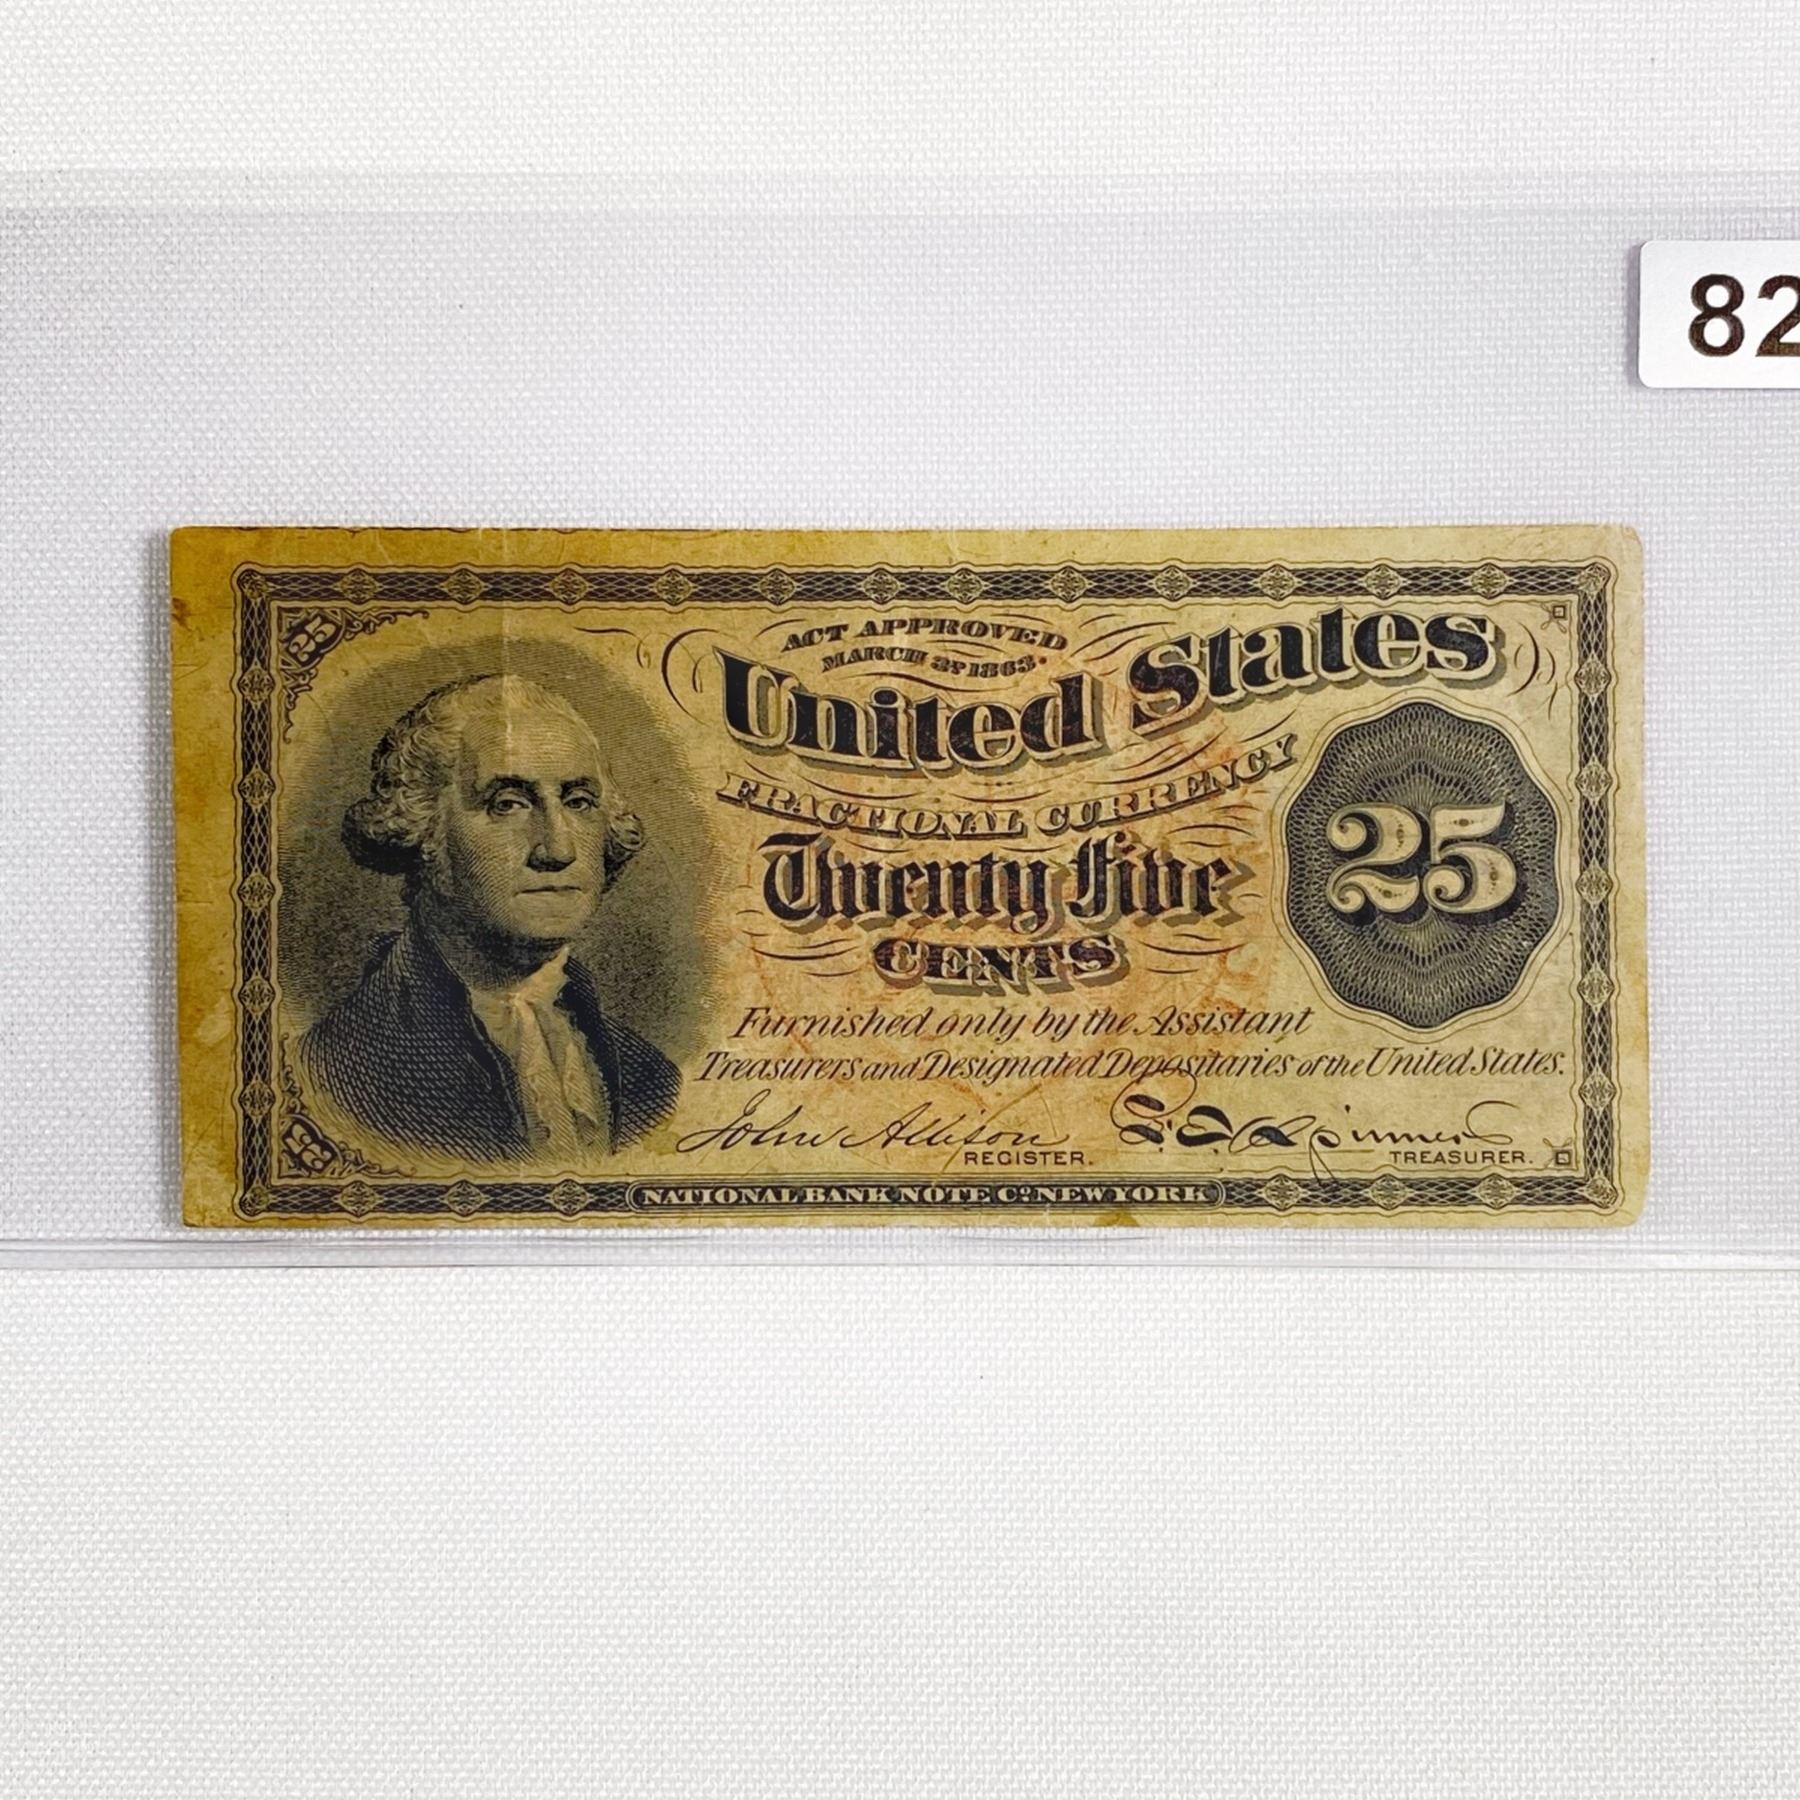 82
25
ACT APPROVED
MARCH 3? 1863.
United States
FRACTIONAL CURRENCY
Twenty Five
CENTS
25
Furnished only by the Assistant
Treasurers and Designated Depositaries of the United States.
John Allison
F. E. Spinner
REGISTER.
TREASURER.
25
NATIONAL BANK NOTE Co. NEW YORK